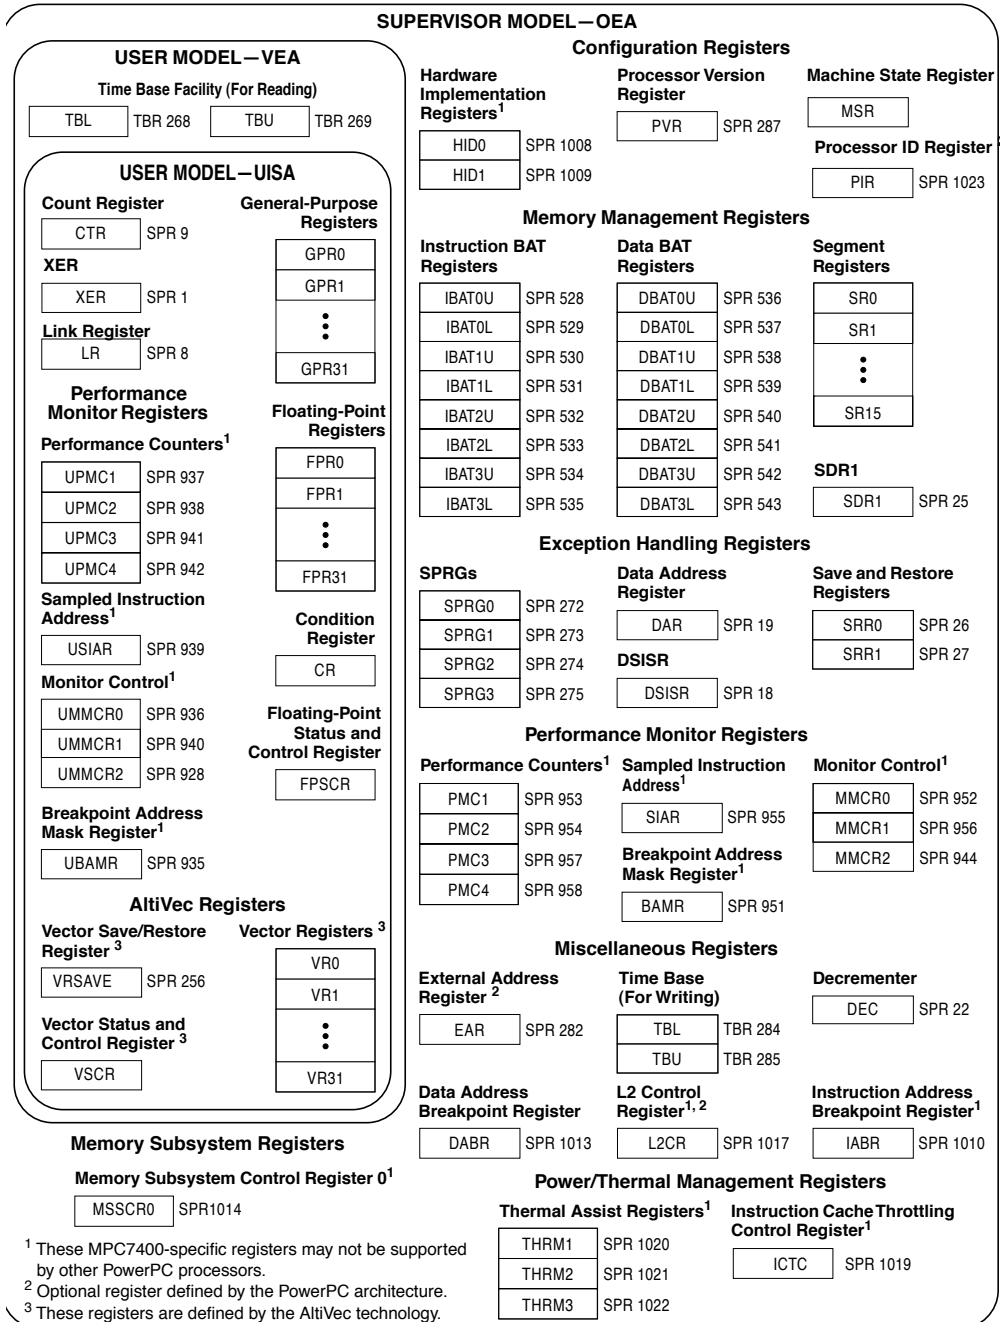 SUPERVISOR MODEL—OEA
USER MODEL—VEA
Time Base Facility (For Reading)
TBL TBR 268 TBU TBR 269
USER MODEL—UISA
Count Register
CTR SPR 9
XER
XER SPR 1
Link Register
LR SPR 8
Performance
Monitor Registers
Performance Counters1
UPMC1 SPR 937
UPMC2 SPR 938
UPMC3 SPR 941
UPMC4 SPR 942
Sampled Instruction
Address1
USIAR SPR 939
Monitor Control1
UMMCR0 SPR 936
UMMCR1 SPR 940
UMMCR2 SPR 928
Breakpoint Address
Mask Register1
UBAMR SPR 935
General-Purpose
Registers
GPR0
GPR1
GPR31
Floating-Point
Registers
FPR0
FPR1
FPR31
Condition
Register
CR
Floating-Point
Status and
Control Register
FPSCR
AltiVec Registers
Vector Save/Restore
Register 3
VRSAVE SPR 256
Vector Status and
Control Register 3
VSCR
Vector Registers 3
VR0
VR1
VR31
Memory Subsystem Registers
Memory Subsystem Control Register 01
MSSCR0 SPR1014
Configuration Registers
Hardware
Implementation
Registers1
HID0 SPR 1008
HID1 SPR 1009
Processor Version
Register
PVR SPR 287
Machine State Register
MSR
Processor ID Register 2
PIR SPR 1023
Memory Management Registers
Instruction BAT
Registers
IBAT0U SPR 528
IBAT0L SPR 529
IBAT1U SPR 530
IBAT1L SPR 531
IBAT2U SPR 532
IBAT2L SPR 533
IBAT3U SPR 534
IBAT3L SPR 535
Data BAT
Registers
DBAT0U SPR 536
DBAT0L SPR 537
DBAT1U SPR 538
DBAT1L SPR 539
DBAT2U SPR 540
DBAT2L SPR 541
DBAT3U SPR 542
DBAT3L SPR 543
Segment
Registers
SR0
SR1
SR15
SDR1
SDR1 SPR 25
Exception Handling Registers
SPRGs
SPRG0 SPR 272
SPRG1 SPR 273
SPRG2 SPR 274
SPRG3 SPR 275
Data Address
Register
DAR SPR 19
DSISR
DSISR SPR 18
Save and Restore
Registers
SRR0 SPR 26
SRR1 SPR 27
Performance Monitor Registers
Performance Counters1
PMC1 SPR 953
PMC2 SPR 954
PMC3 SPR 957
PMC4 SPR 958
Sampled Instruction
Address1
SIAR SPR 955
Breakpoint Address
Mask Register1
BAMR SPR 951
Monitor Control1
MMCR0 SPR 952
MMCR1 SPR 956
MMCR2 SPR 944
Miscellaneous Registers
External Address
Register 2
EAR SPR 282
Time Base
(For Writing)
TBL TBR 284
TBU TBR 285
Decrementer
DEC SPR 22
Data Address
Breakpoint Register
DABR SPR 1013
L2 Control
Register1, 2
L2CR SPR 1017
Instruction Address
Breakpoint Register1
IABR SPR 1010
Power/Thermal Management Registers
Thermal Assist Registers1
THRM1 SPR 1020
THRM2 SPR 1021
THRM3 SPR 1022
Instruction Cache Throttling
Control Register1
ICTC SPR 1019
1 These MPC7400-specific registers may not be supported
by other PowerPC processors.
2 Optional register defined by the PowerPC architecture.
3 These registers are defined by the AltiVec technology.